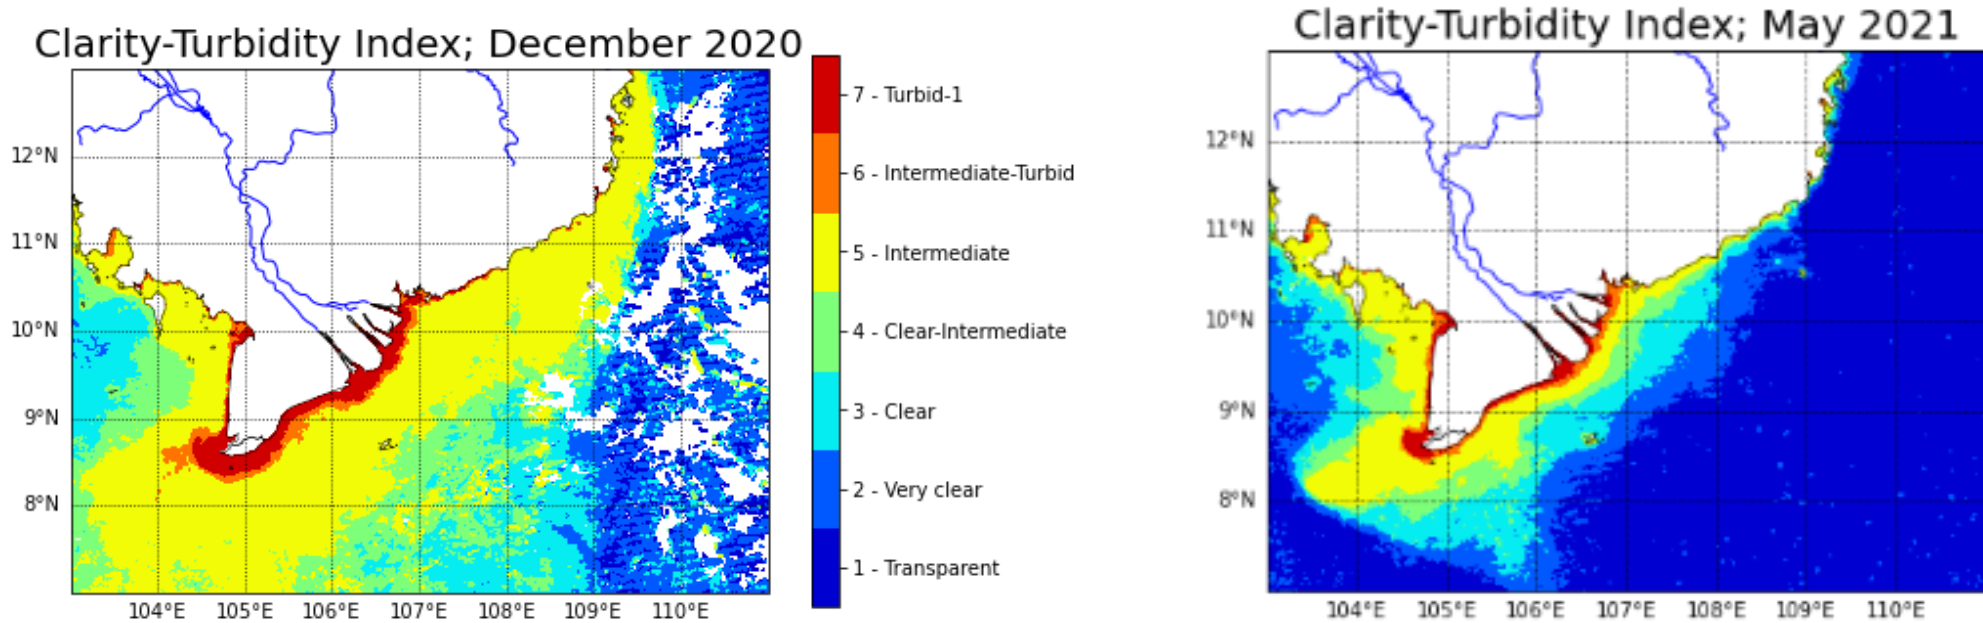 Clarity-Turbidity Index; December 2020
12°N
11°N
10°N
9°N
8°N
104°E 105°E 106°E 107°E 108°E 109°E 110°E
7 - Turbid-1
6 - Intermediate-Turbid
5 - Intermediate
4 - Clear-Intermediate
3 - Clear
2 - Very clear
1 - Transparent
Clarity-Turbidity Index; May 2021
12°N
11°N
10°N
9°N
8°N
104°E 105°E 106°E 107°E 108°E 109°E 110°E